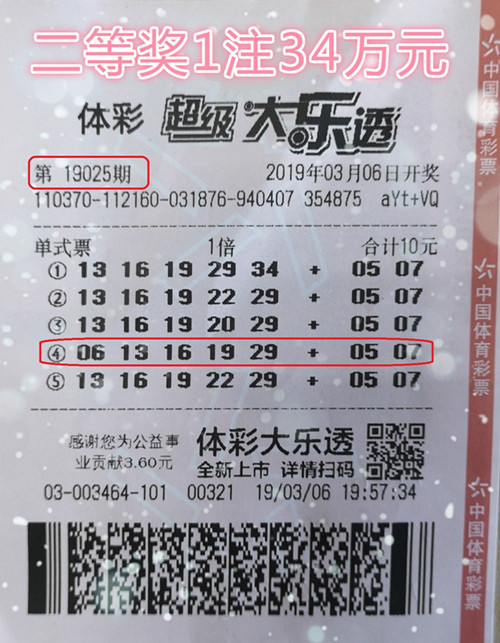 二等奖1注34万元
体彩 超级大乐透
第 19025期 2019年03月06日开奖
110370-112160-031876-940407 354875 aYt+VQ
单式票 1倍 合计10元
① 13 16 19 29 34 + 05 07
② 13 16 19 22 29 + 05 07
③ 13 16 19 20 29 + 05 07
④ 06 13 16 19 29 + 05 07
⑤ 13 16 19 22 29 + 05 07
感谢您为公益事
业贡献3.60元
体彩大乐透
全新上市 详情扫码
03-003464-101 00321 19/03/06 19:57:34
中国体育彩票
中国体育彩票
中国体育彩票